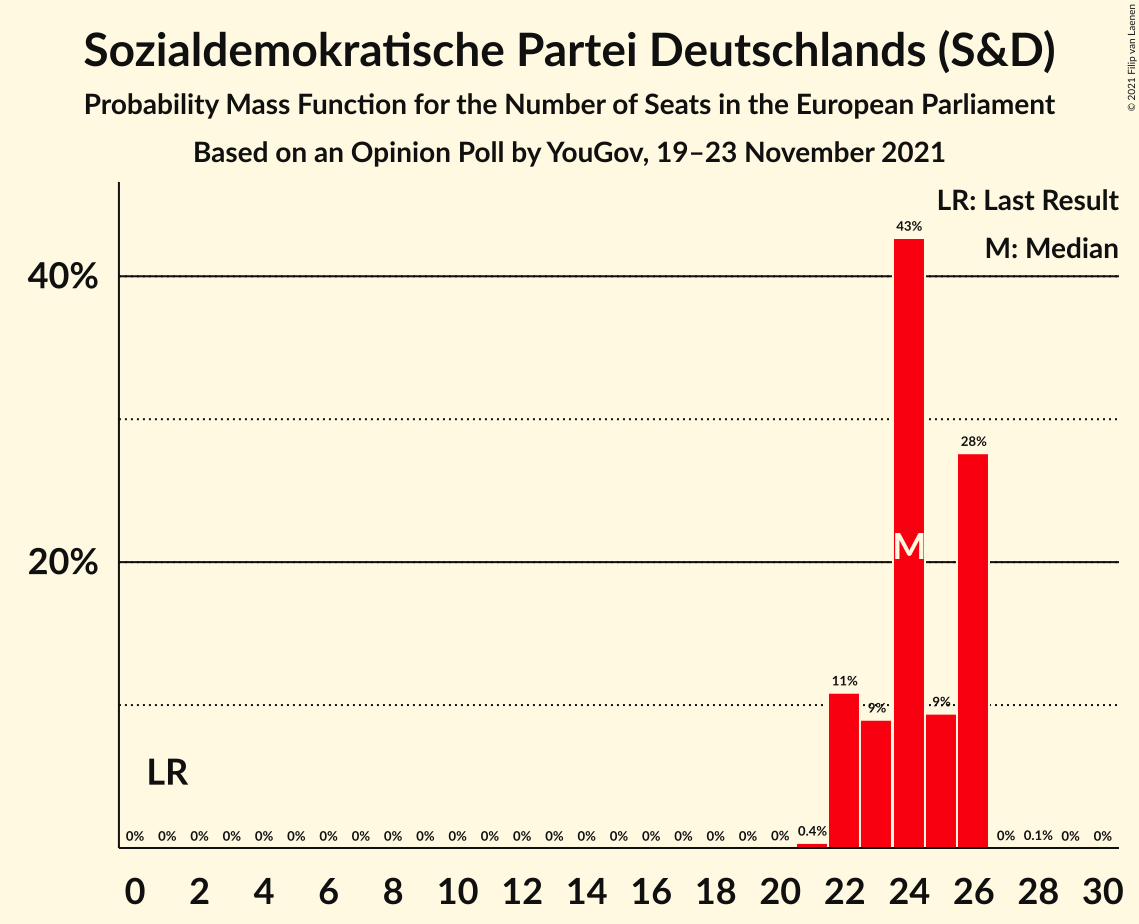 Sozialdemokratische Partei Deutschlands (S&D)
Probability Mass Function for the Number of Seats in the European Parliament
Based on an Opinion Poll by YouGov, 19–23 November 2021
© 2021 Filip van Laenen
LR: Last Result
M: Median
43%
40%
28%
M
20%
11%
9%
9%
LR
0% 0% 0% 0% 0% 0% 0% 0% 0% 0% 0% 0% 0% 0% 0% 0% 0% 0% 0% 0% 0% 0.4% 0% 0.1% 0% 0%
0 2 4 6 8 10 12 14 16 18 20 22 24 26 28 30